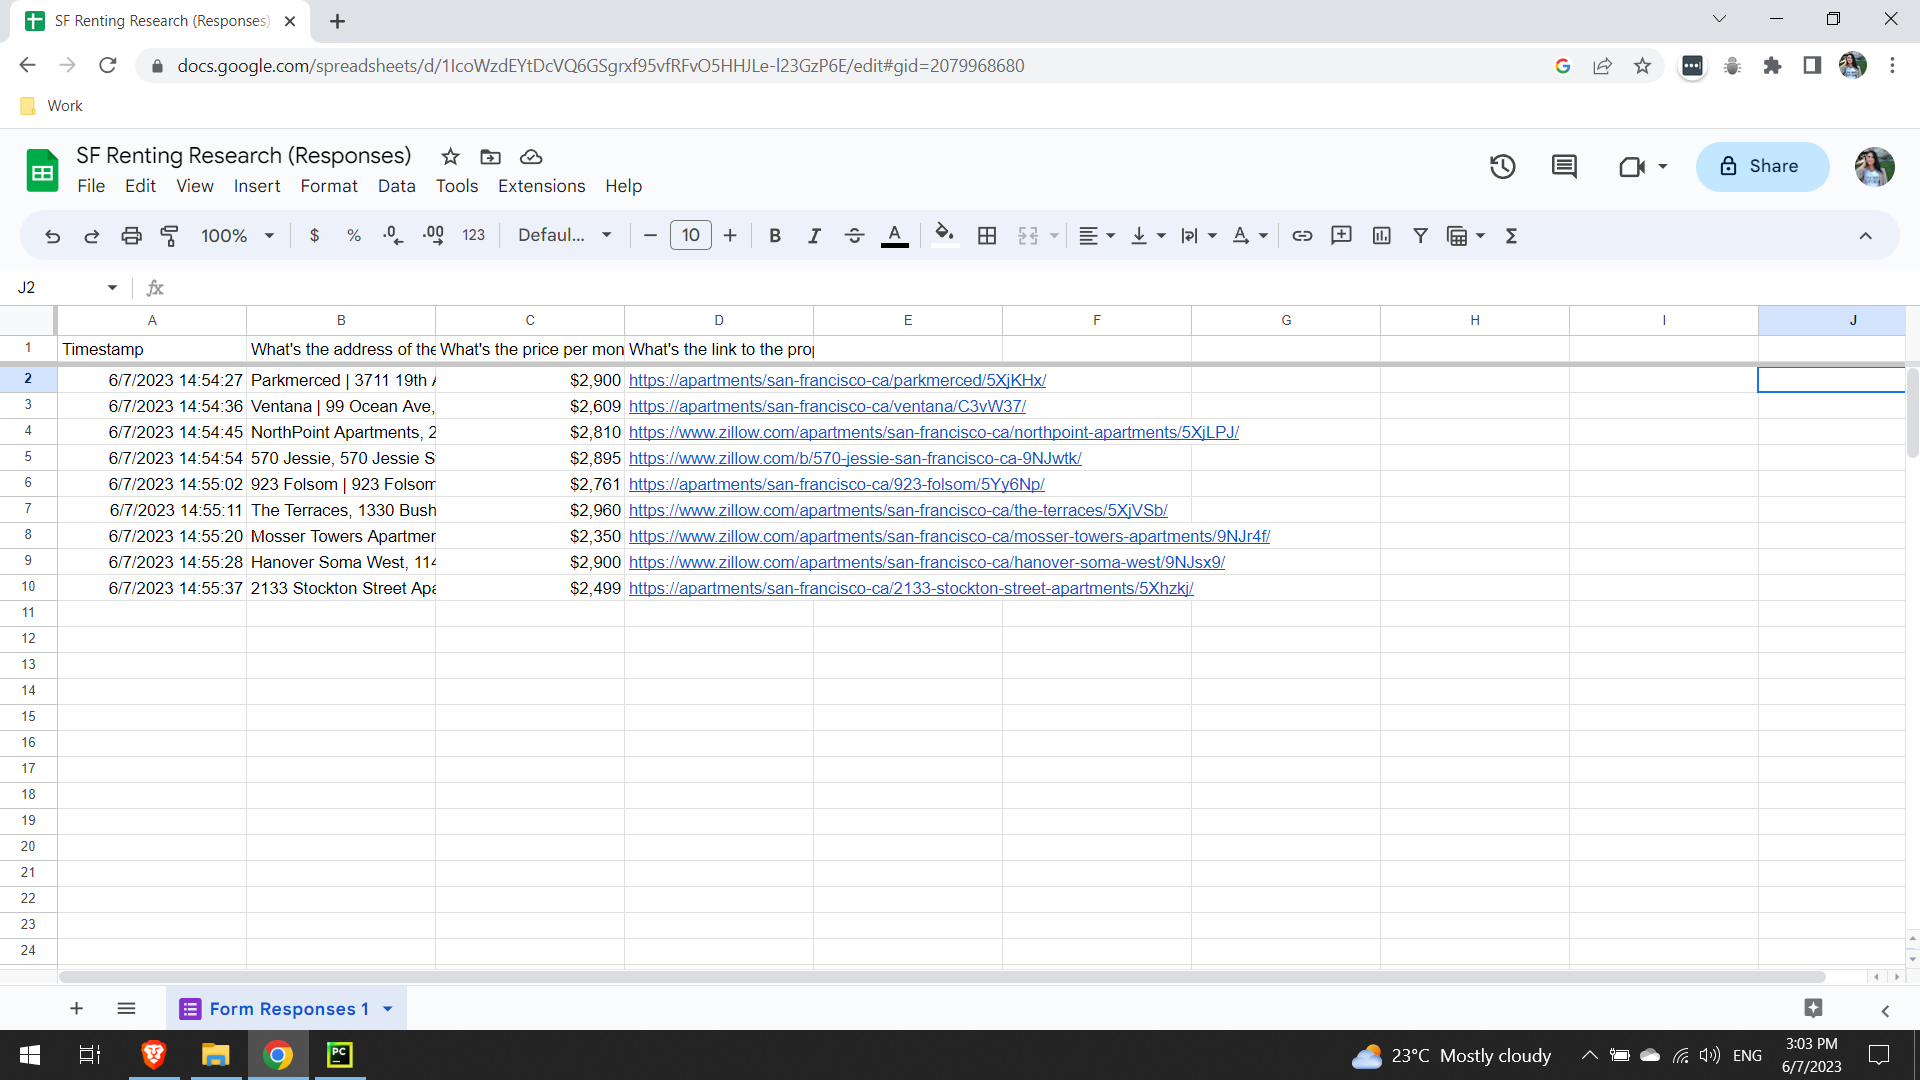 SF Renting Research (Responses)
docs.google.com/spreadsheets/d/1IcoWzdEYtDcVQ6GSgrxf95vfRFvO5HHJLe-l23GzP6E/edit#gid=2079968680
Work
SF Renting Research (Responses)
File Edit View Insert Format Data Tools Extensions Help
Share
100% $ % .0 .00 123 Defaul... 10 B I A Σ
J2 fx
A B C D E F G H I J
1 Timestamp What's the address of the What's the price per mon What's the link to the prop
2 6/7/2023 14:54:27 Parkmerced | 3711 19th A $2,900 https://apartments/san-francisco-ca/parkmerced/5XjKHx/
3 6/7/2023 14:54:36 Ventana | 99 Ocean Ave, $2,609 https://apartments/san-francisco-ca/ventana/C3vW37/
4 6/7/2023 14:54:45 NorthPoint Apartments, 2 $2,810 https://www.zillow.com/apartments/san-francisco-ca/northpoint-apartments/5XjLPJ/
5 6/7/2023 14:54:54 570 Jessie, 570 Jessie S $2,895 https://www.zillow.com/b/570-jessie-san-francisco-ca-9NJwtk/
6 6/7/2023 14:55:02 923 Folsom | 923 Folsom $2,761 https://apartments/san-francisco-ca/923-folsom/5Yy6Np/
7 6/7/2023 14:55:11 The Terraces, 1330 Bush $2,960 https://www.zillow.com/apartments/san-francisco-ca/the-terraces/5XjVSb/
8 6/7/2023 14:55:20 Mosser Towers Apartmen $2,350 https://www.zillow.com/apartments/san-francisco-ca/mosser-towers-apartments/9NJr4f/
9 6/7/2023 14:55:28 Hanover Soma West, 114 $2,900 https://www.zillow.com/apartments/san-francisco-ca/hanover-soma-west/9NJsx9/
10 6/7/2023 14:55:37 2133 Stockton Street Apa $2,499 https://apartments/san-francisco-ca/2133-stockton-street-apartments/5Xhzkj/
11
12
13
14
15
16
17
18
19
20
21
22
23
24
Form Responses 1
PC 23°C Mostly cloudy ENG 3:03 PM
6/7/2023